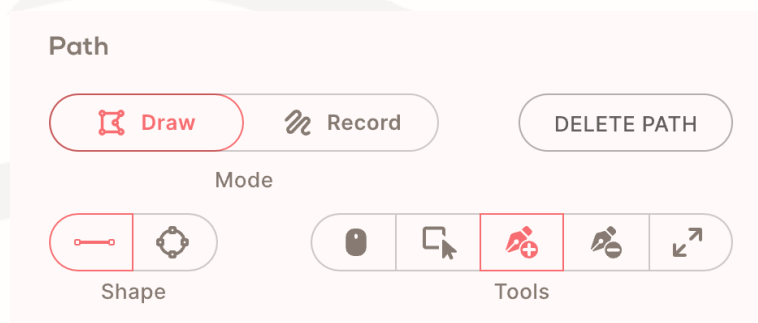 Path
Draw
Record
DELETE PATH
Mode
Shape
Tools